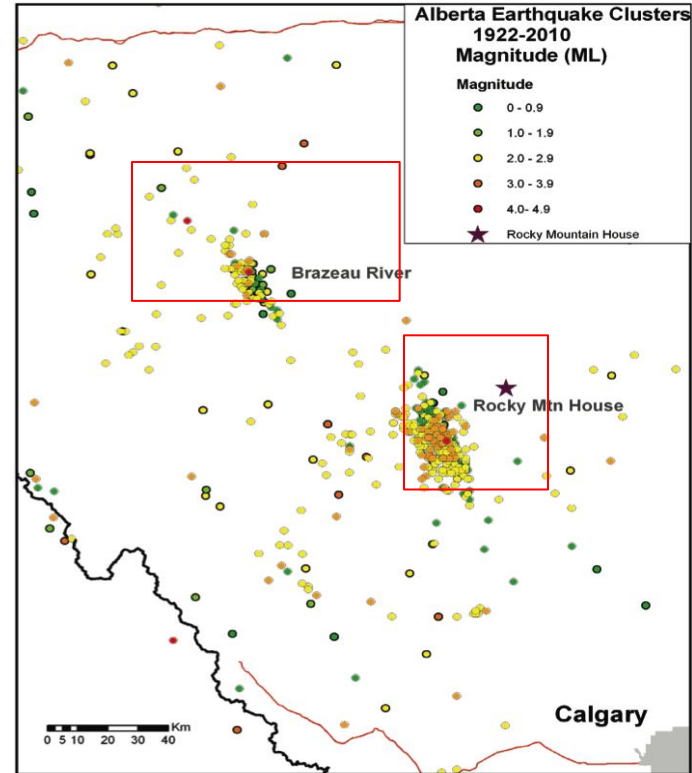 Alberta Earthquake Clusters
1922-2010
Magnitude (ML)
Magnitude
0 - 0.9
1.0 - 1.9
2.0 - 2.9
3.0 - 3.9
4.0- 4.9
Rocky Mountain House
Brazeau River
Rocky Mtn House
Calgary
Km
0 5 10 20 30 40